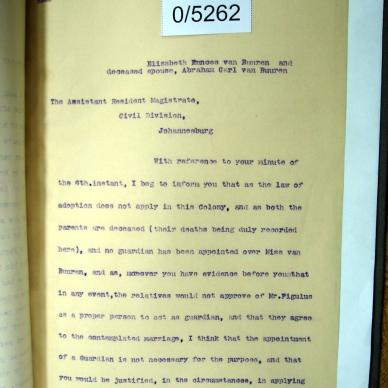 0/5262
Elizabeth Eunces van Buuren and
deceased spouse, Abraham Carl van Buuren
The Assistant Resident Magistrate,
Civil Division,
Johannesburg
With reference to your minute of
the 6th.instant, I beg to inform you that as the law of
adoption does not apply in this Colony, and as both the
parents are deceased (their deaths being duly recorded
here), and no guardian has been appointed over Miss van
Buuren, and as, moreover you have evidence before youthat
in any event,the relatives would not approve of Mr.Figulus
as a proper person to act as guardian, and that they agree
to the contemplated marriage, I think that the appointment
of a Guardian is not necessary for the purpose, and that
you would be justified, in the circumstances, in applying